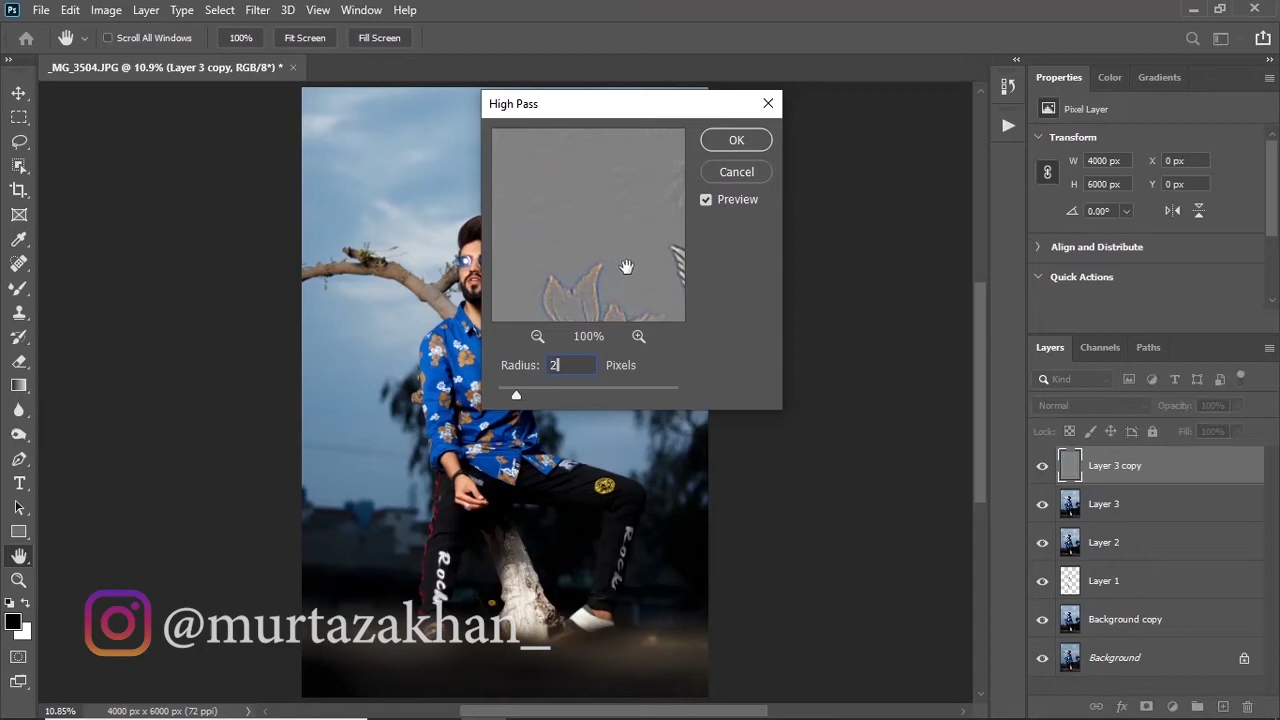 Ps File Edit Image Layer Type Select Filter 3D View Window Help
Scroll All Windows 100% Fit Screen Fill Screen
_MG_3504.JPG @ 10.9% (Layer 3 copy, RGB/8*) *
High Pass
OK
Cancel
Preview
100%
Radius: 2 Pixels
Rock
Rock
@murtazakhan_
10.85% 4000 px x 6000 px (72 ppi)
Properties Color Gradients
Pixel Layer
Transform
W 4000 px X 0 px
H 6000 px Y 0 px
0.00°
Align and Distribute
Quick Actions
Layers Channels Paths
Kind
Normal Opacity: 100%
Lock: Fill: 100%
Layer 3 copy
Layer 3
Layer 2
Layer 1
Background copy
Background
fx